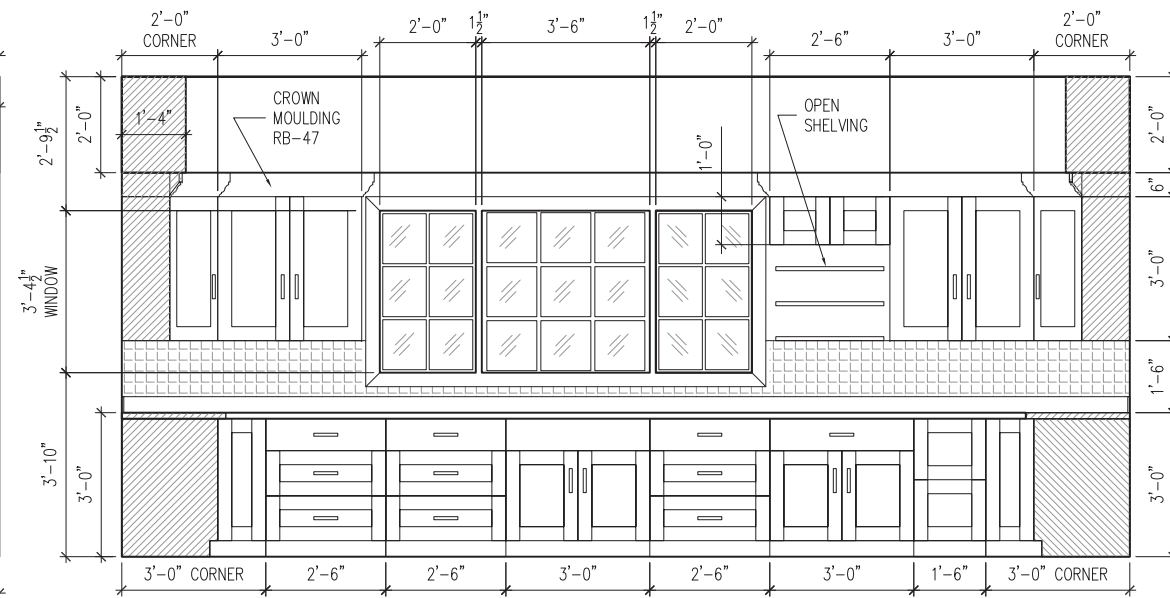 2'-0"
CORNER
3'-0"
2'-0"
1½"
3'-6"
1½"
2'-0"
2'-6"
3'-0"
2'-0"
CORNER
2'-9½"
2'-0"
1'-4"
CROWN
MOULDING
RB-47
1'-0"
OPEN
SHELVING
2'-0"
6"
3'-4½"
WINDOW
3'-0"
1'-6"
3'-10"
3'-0"
3'-0"
3'-0" CORNER
2'-6"
2'-6"
3'-0"
2'-6"
3'-0"
1'-6"
3'-0" CORNER